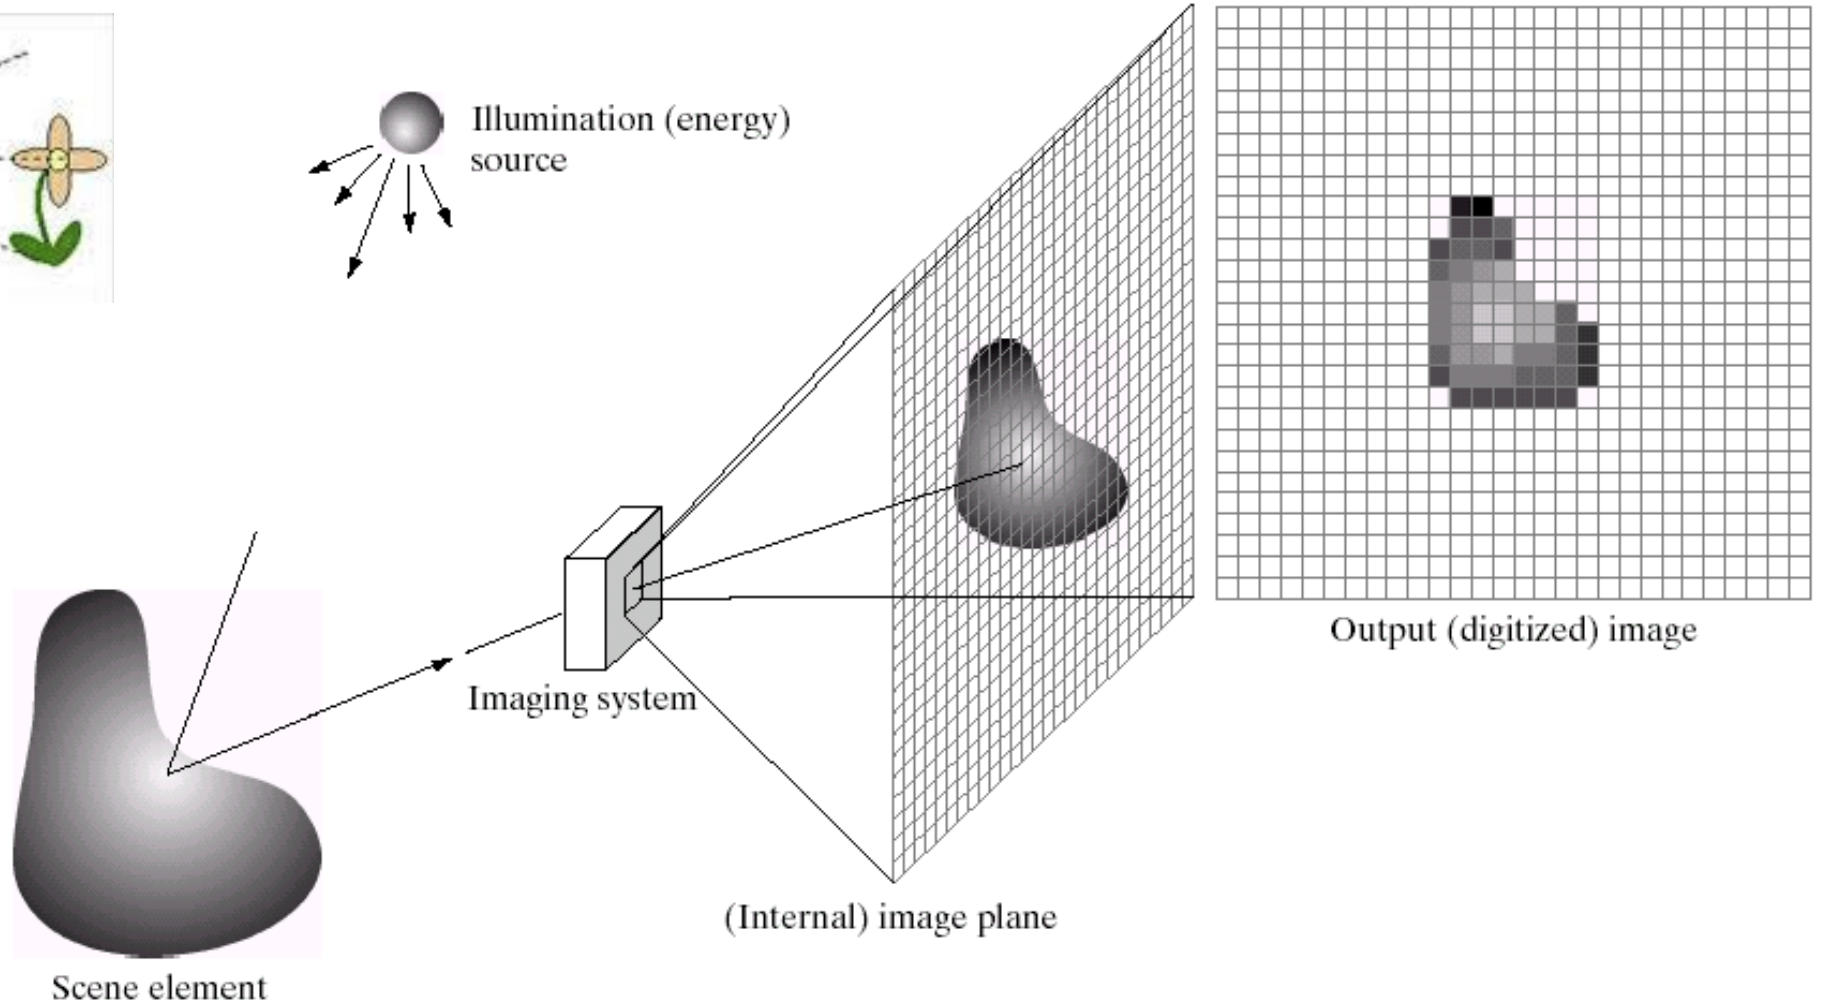 Illumination (energy)
source
Output (digitized) image
Imaging system
(Internal) image plane
Scene element